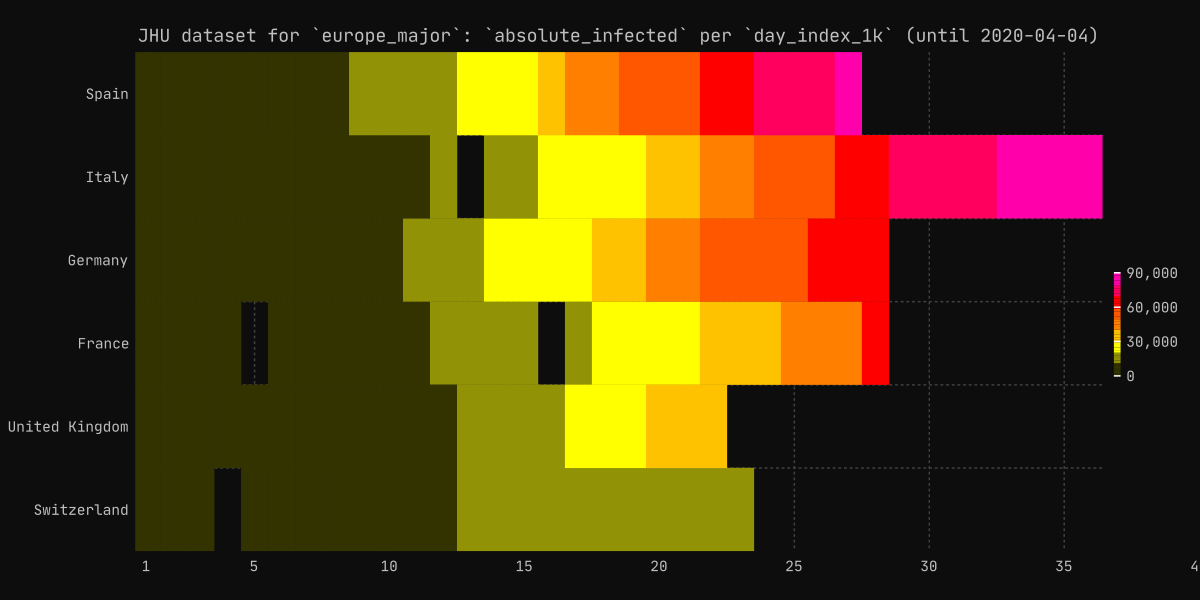 JHU dataset for `europe_major`: `absolute_infected` per `day_index_1k` (until 2020-04-04)
Spain
Italy
Germany
France
United Kingdom
Switzerland
90,000
60,000
30,000
0
1 5 10 15 20 25 30 35 4